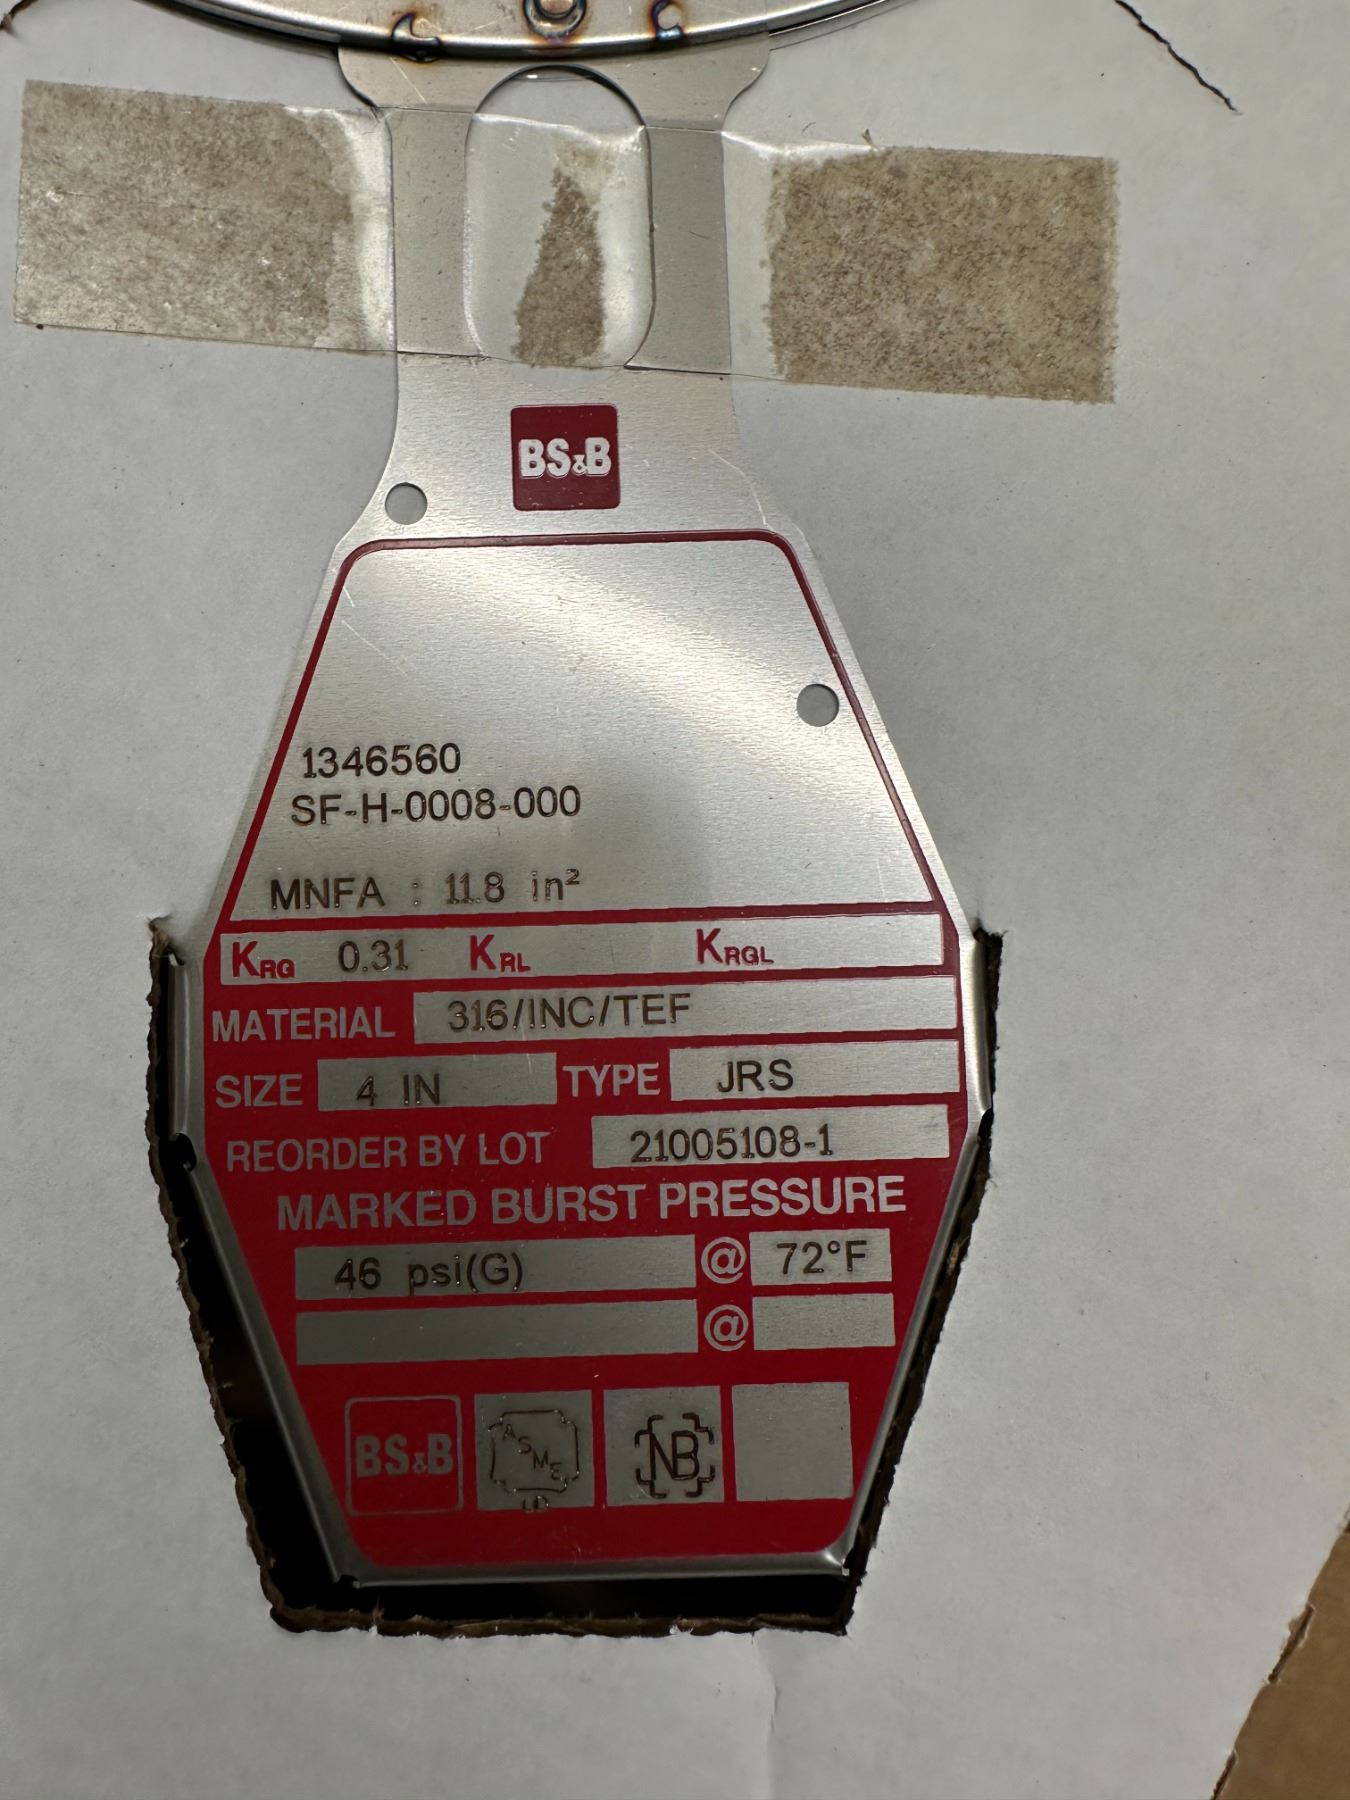 BS&B
1346560
SF-H-0008-000
MNFA : 11.8 in²
KRG 0.31 KRL KRGL
MATERIAL 316/INC/TEF
SIZE 4 IN TYPE JRS
REORDER BY LOT 21005108-1
MARKED BURST PRESSURE
46 psi(G) @ 72°F
@
BS&B ASME NB
UD